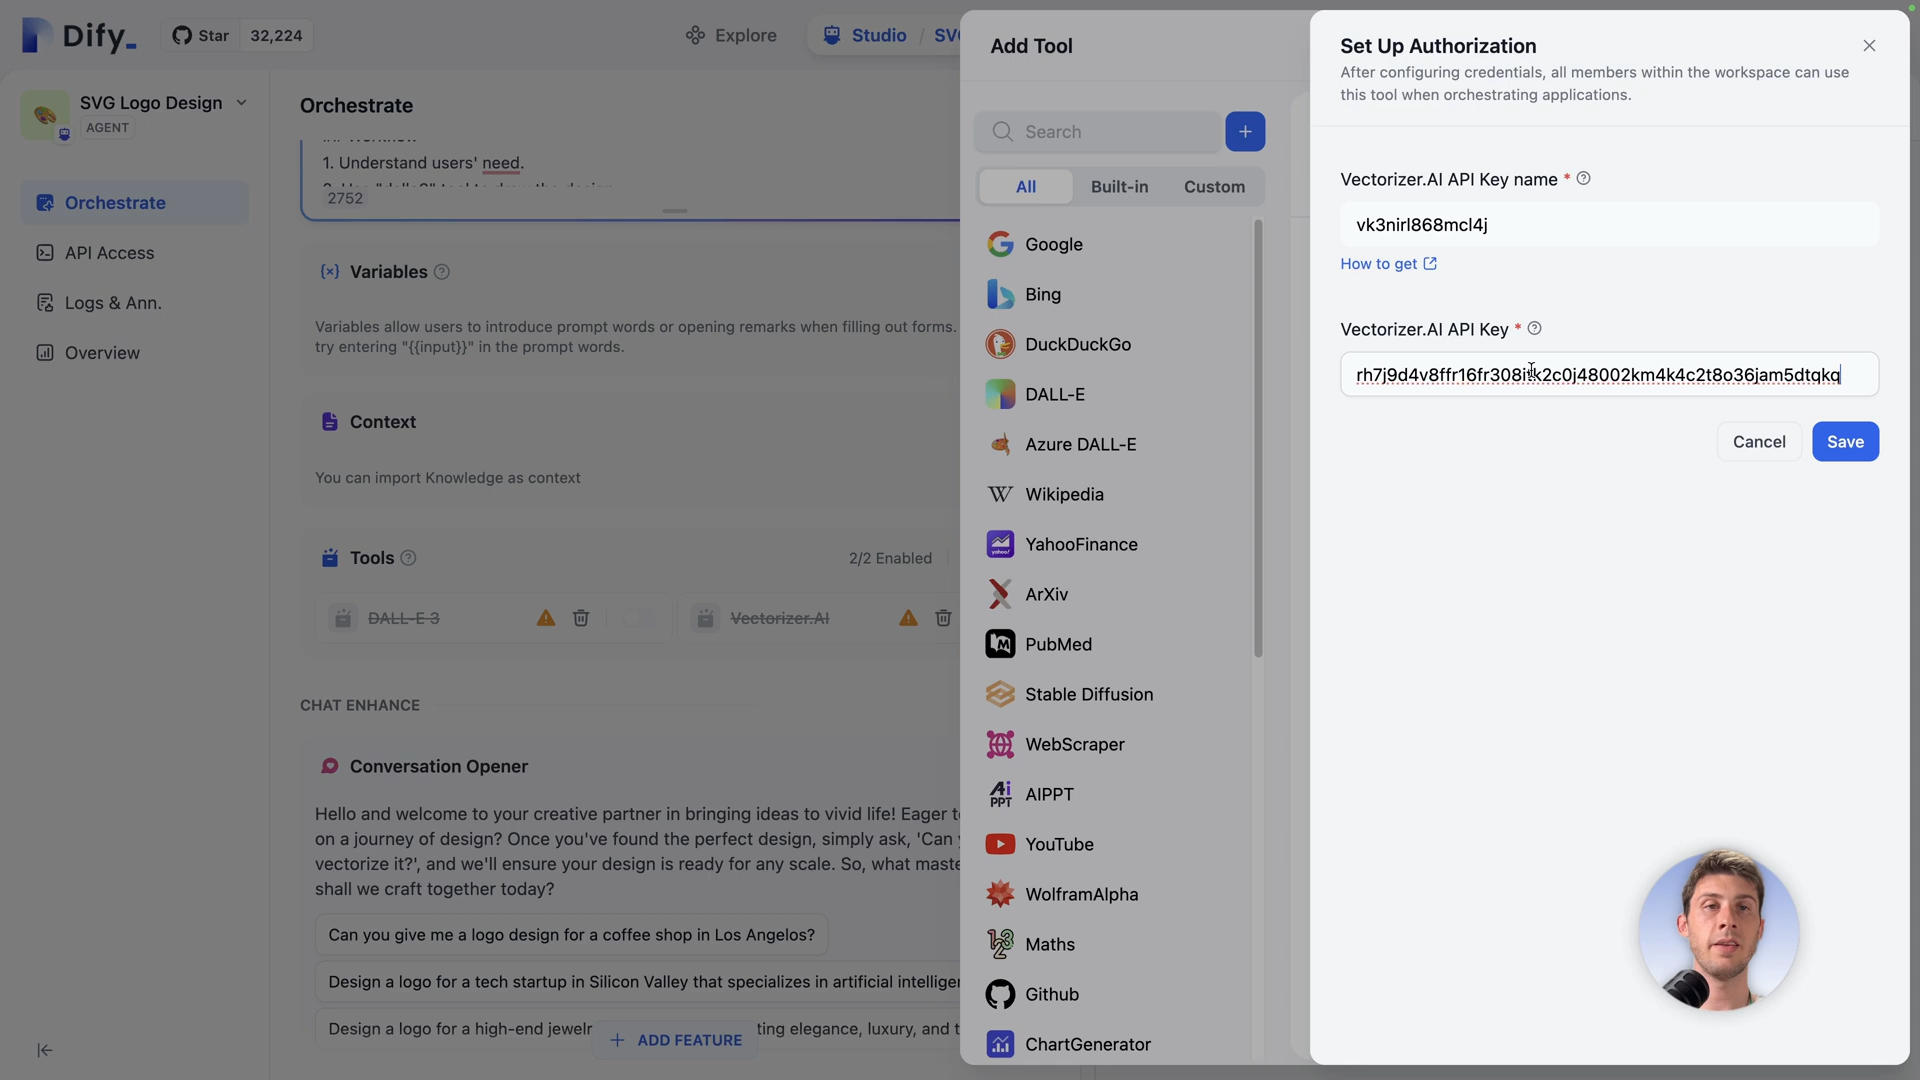 Dify_
Star
32,224
Explore
Studio
/
SVG Logo Design
AGENT
Orchestrate
API Access
Logs & Ann.
Overview
Orchestrate
1. Understand users' need.
2752
Variables
Variables allow users to introduce prompt words or opening remarks when filling out forms.
try entering "{{input}}" in the prompt words.
Context
You can import Knowledge as context
Tools
2/2 Enabled
DALL-E 3
Vectorizer.AI
CHAT ENHANCE
Conversation Opener
Hello and welcome to your creative partner in bringing ideas to vivid life! Eager
on a journey of design? Once you've found the perfect design, simply ask, 'Can
vectorize it?', and we'll ensure your design is ready for any scale. So, what
shall we craft together today?
Can you give me a logo design for a coffee shop in Los Angelos?
Design a logo for a tech startup in Silicon Valley that specializes in artificial
Design a logo for a high-end
elegance, luxury, and
ADD FEATURE
Add Tool
Search
All
Built-in
Custom
Google
Bing
DuckDuckGo
DALL-E
Azure DALL-E
Wikipedia
YahooFinance
ArXiv
PubMed
Stable Diffusion
WebScraper
AIPPT
YouTube
WolframAlpha
Maths
Github
ChartGenerator
Set Up Authorization
After configuring credentials, all members within the workspace can use
this tool when orchestrating applications.
Vectorizer.AI API Key name *
vk3nirl868mcl4j
How to get
Vectorizer.AI API Key *
Cancel
Save